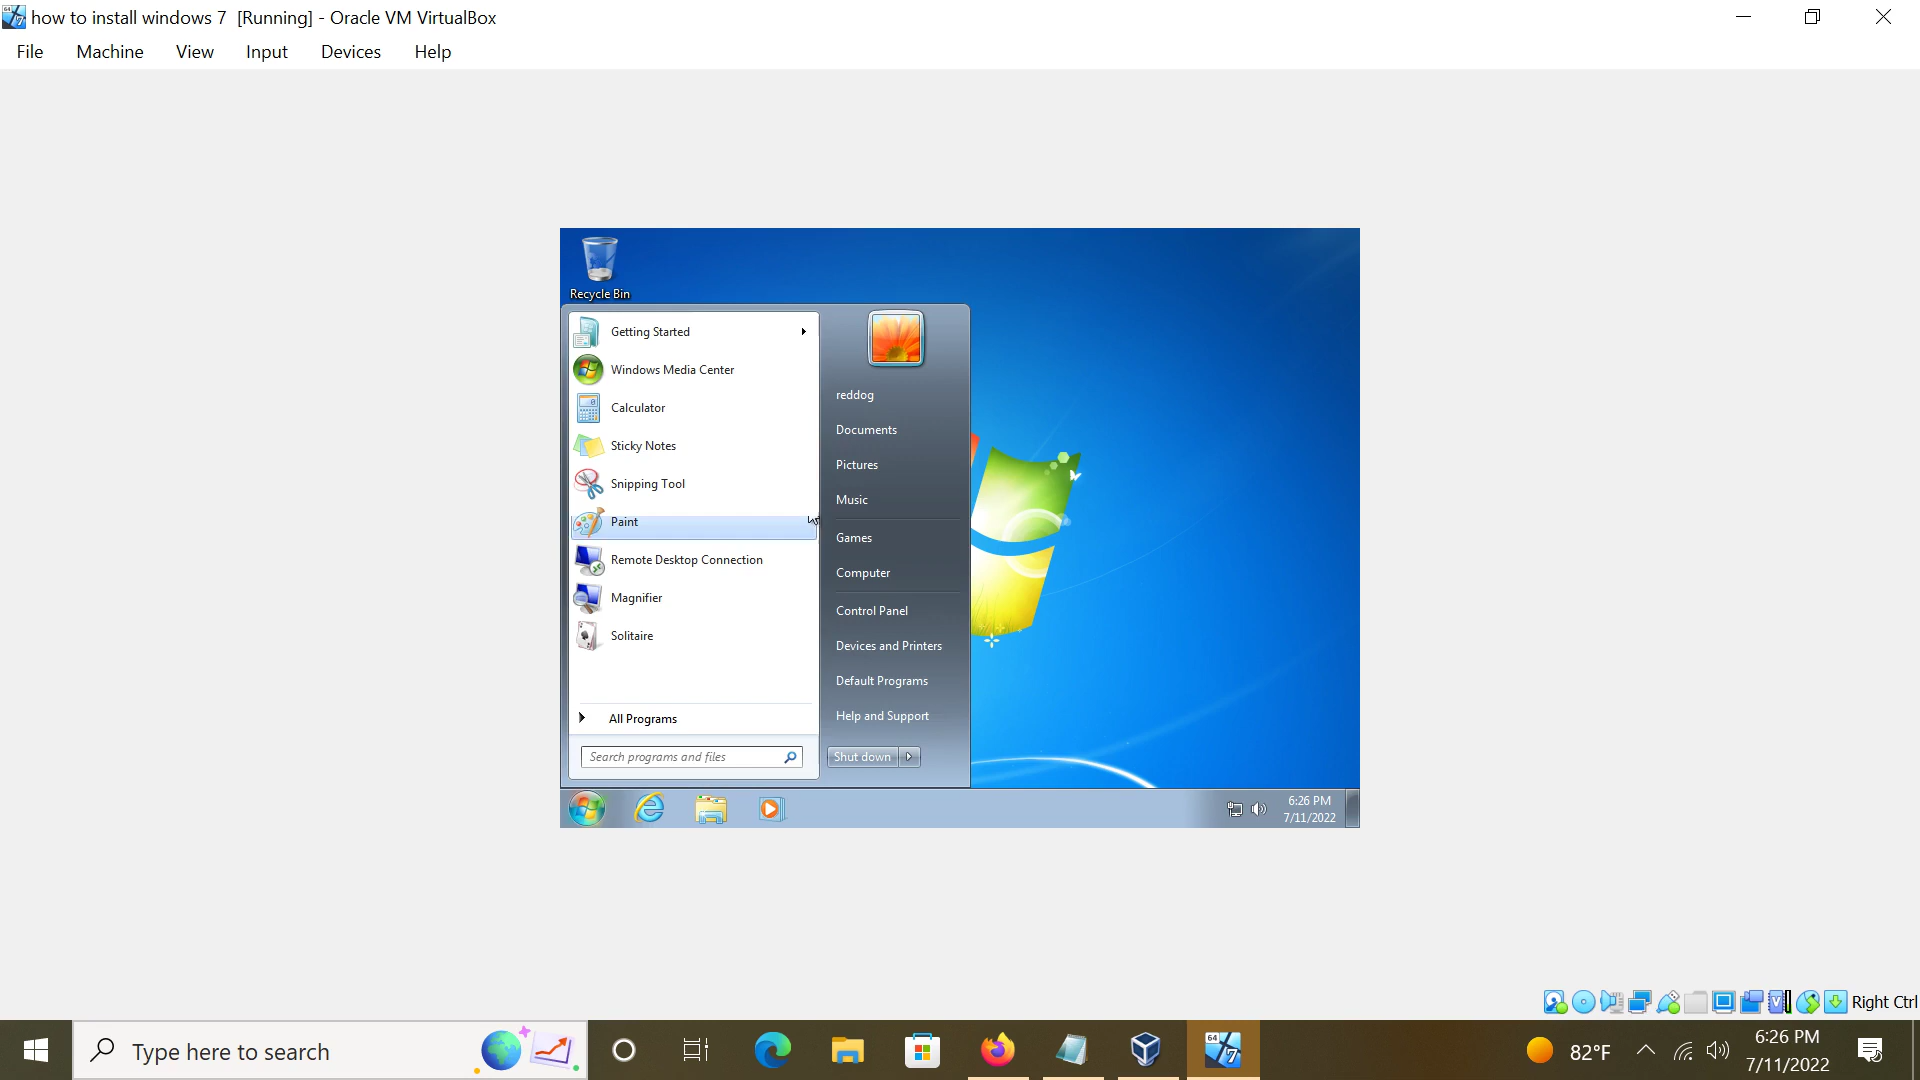 how to install windows 7  [Running] - Oracle VM VirtualBox
File Machine View Input Devices Help
Recycle Bin
Getting Started
Windows Media Center
Calculator
Sticky Notes
Snipping Tool
Paint
Remote Desktop Connection
Magnifier
Solitaire
All Programs
Search programs and files
reddog
Documents
Pictures
Music
Games
Computer
Control Panel
Devices and Printers
Default Programs
Help and Support
Shut down
6:26 PM
7/11/2022
Right Ctrl
Type here to search
64
7
82°F
6:26 PM
7/11/2022